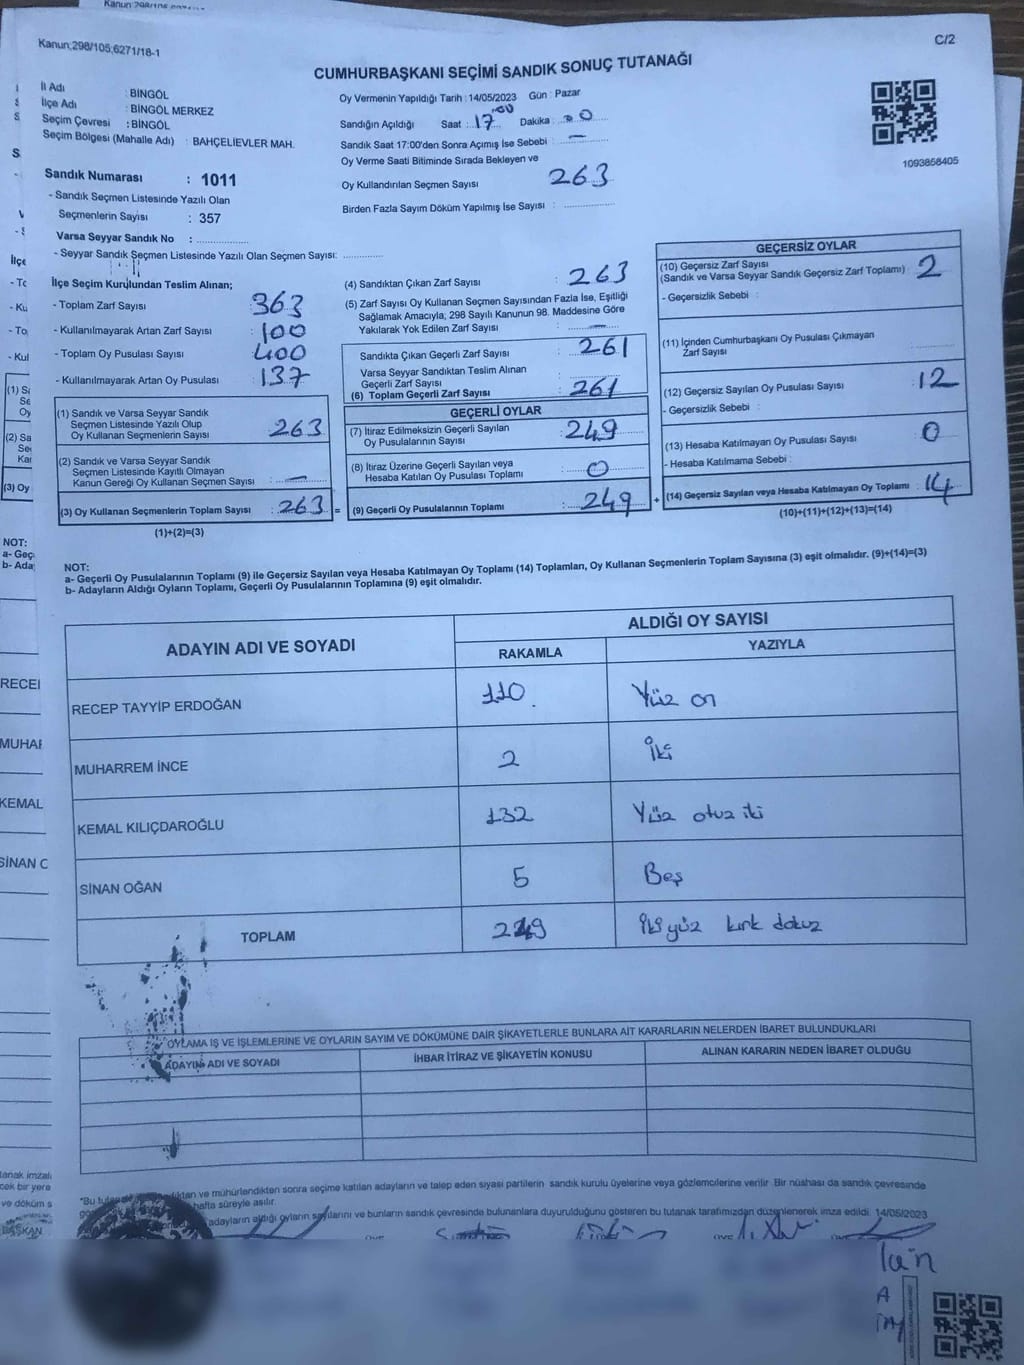 Kanun;298/105;6271/18-1
C/2
CUMHURBAŞKANI SEÇİMİ SANDIK SONUÇ TUTANAĞI
İl Adı : BİNGÖL
İlçe Adı : BİNGÖL MERKEZ
Seçim Çevresi : BİNGÖL
Seçim Bölgesi (Mahalle Adı) : BAHÇELİEVLER MAH.
Sandık Numarası : 1011
- Sandık Seçmen Listesinde Yazılı Olan
Seçmenlerin Sayısı : 357
Varsa Seyyar Sandık No :
- Seyyar Sandık Seçmen Listesinde Yazılı Olan Seçmen Sayısı:
Oy Vermenin Yapıldığı Tarih : 14/05/2023 Gün : Pazar
Sandığın Açıldığı Saat : 17 00 Dakika : 00
Sandık Saat 17:00'den Sonra Açımış İse Sebebi : —
Oy Verme Saati Bitiminde Sırada Bekleyen ve
Oy Kullandırılan Seçmen Sayısı 263
Birden Fazla Sayım Döküm Yapılmış İse Sayısı :
1093858405
İlçe Seçim Kurulundan Teslim Alınan;
- Toplam Zarf Sayısı 363
- Kullanılmayarak Artan Zarf Sayısı : 100
- Toplam Oy Pusulası Sayısı 400
- Kullanılmayarak Artan Oy Pusulası : 137
(1) Sandık ve Varsa Seyyar Sandık
Seçmen Listesinde Yazılı Olup
Oy Kullanan Seçmenlerin Sayısı : 263
(2) Sandık ve Varsa Seyyar Sandık
Seçmen Listesinde Kayıtlı Olmayan
Kanun Gereği Oy Kullanan Seçmen Sayısı : —
(3) Oy Kullanan Seçmenlerin Toplam Sayısı : 263 =
(1)+(2)=(3)
(4) Sandıktan Çıkan Zarf Sayısı : 263
(5) Zarf Sayısı Oy Kullanan Seçmen Sayısından Fazla İse, Eşitliği
Sağlamak Amacıyla; 298 Sayılı Kanunun 98. Maddesine Göre
Yakılarak Yok Edilen Zarf Sayısı : —
Sandıkta Çıkan Geçerli Zarf Sayısı : 261
Varsa Seyyar Sandıktan Teslim Alınan
Geçerli Zarf Sayısı :
(6) Toplam Geçerli Zarf Sayısı : 261
GEÇERLİ OYLAR
(7) İtiraz Edilmeksizin Geçerli Sayılan
Oy Pusulalarının Sayısı : 249
(8) İtiraz Üzerine Geçerli Sayılan veya
Hesaba Katılan Oy Pusulası Toplamı : 0
(9) Geçerli Oy Pusulalarının Toplamı : 249 +
GEÇERSİZ OYLAR
(10) Geçersiz Zarf Sayısı
(Sandık ve Varsa Seyyar Sandık Geçersiz Zarf Toplamı) : 2
- Geçersizlik Sebebi :
(11) İçinden Cumhurbaşkanı Oy Pusulası Çıkmayan
Zarf Sayısı :
(12) Geçersiz Sayılan Oy Pusulası Sayısı : 12
- Geçersizlik Sebebi :
(13) Hesaba Katılmayan Oy Pusulası Sayısı : 0
- Hesaba Katılmama Sebebi :
(14) Geçersiz Sayılan veya Hesaba Katılmayan Oy Toplamı : 14
(10)+(11)+(12)+(13)=(14)
NOT:
a- Geçerli Oy Pusulalarının Toplamı (9) ile Geçersiz Sayılan veya Hesaba Katılmayan Oy Toplamı (14) Toplamları, Oy Kullanan Seçmenlerin Toplam Sayısına (3) eşit olmalıdır. (9)+(14)=(3)
b- Adayların Aldığı Oyların Toplamı, Geçerli Oy Pusulalarının Toplamına (9) eşit olmalıdır.
ADAYIN ADI VE SOYADI
ALDIĞI OY SAYISI
RAKAMLA YAZIYLA
RECEP TAYYİP ERDOĞAN 110 Yüz on
MUHARREM İNCE 2 İki
KEMAL KILIÇDAROĞLU 132 Yüz otuz iki
SİNAN OĞAN 5 Beş
TOPLAM 249 İki yüz kırk dokuz
OYLAMA İŞ VE İŞLEMLERİNE VE OYLARIN SAYIM VE DÖKÜMÜNE DAİR ŞİKAYETLERLE BUNLARA AİT KARARLARIN NELERDEN İBARET BULUNDUKLARI
ADAYIN ADI VE SOYADI İHBAR İTİRAZ VE ŞİKAYETİN KONUSU ALINAN KARARIN NEDEN İBARET OLDUĞU
"Bu ve mühürlendikten sonra seçime katılan adayların ve talep eden siyasi partilerin sandık kurulu üyelerine veya gözlemcilerine verilir. Bir nüshası da sandık çevresinde
hafta süreyle asılır.
adayların aldığı oyların sayılarını ve bunların sandık çevresinde bulunanlara duyurulduğunu gösteren bu tutanak tarafımızdan düzenlenerek imza edildi. 14/05/2023